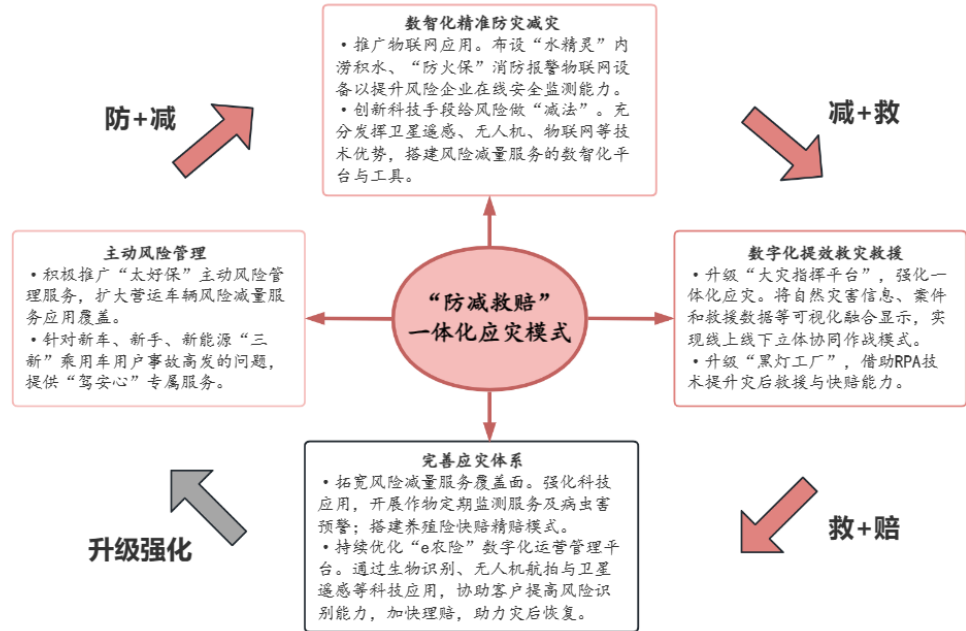 数智化精准防灾减灾
•推广物联网应用。布设“水精灵”内
涝积水、“防火保”消防报警物联网设
备以提升风险企业在线安全监测能力。
•创新科技手段给风险做“减法”。充
分发挥卫星遥感、无人机、物联网等技
术优势，搭建风险减量服务的数智化平
台与工具。
防+减
减+救
主动风险管理
•积极推广“太好保”主动风险管
理服务，扩大营运车辆风险减量服
务应用覆盖。
•针对新车、新手、新能源“三
新”乘用车用户事故高发的问题，
提供“驾安心”专属服务。
“防减救赔”
一体化应灾模式
数字化提效救灾救援
•升级“大灾指挥平台”，强化一
体化应灾。将自然灾害信息、案件
和救援数据等可视化融合显示，实
现线上线下立体协同作战模式。
•升级“黑灯工厂”，借助RPA技
术提升灾后救援与快赔能力。
完善应灾体系
•拓宽风险减量服务覆盖面。强化科技
应用，开展作物定期监测服务及病虫害
预警；搭建养殖险快赔精赔模式。
•持续优化“e农险”数字化运营管理平
台。通过生物识别、无人机航拍与卫星
遥感等科技应用，协助客户提高风险识
别能力，加快理赔，助力灾后恢复。
升级强化
救+赔